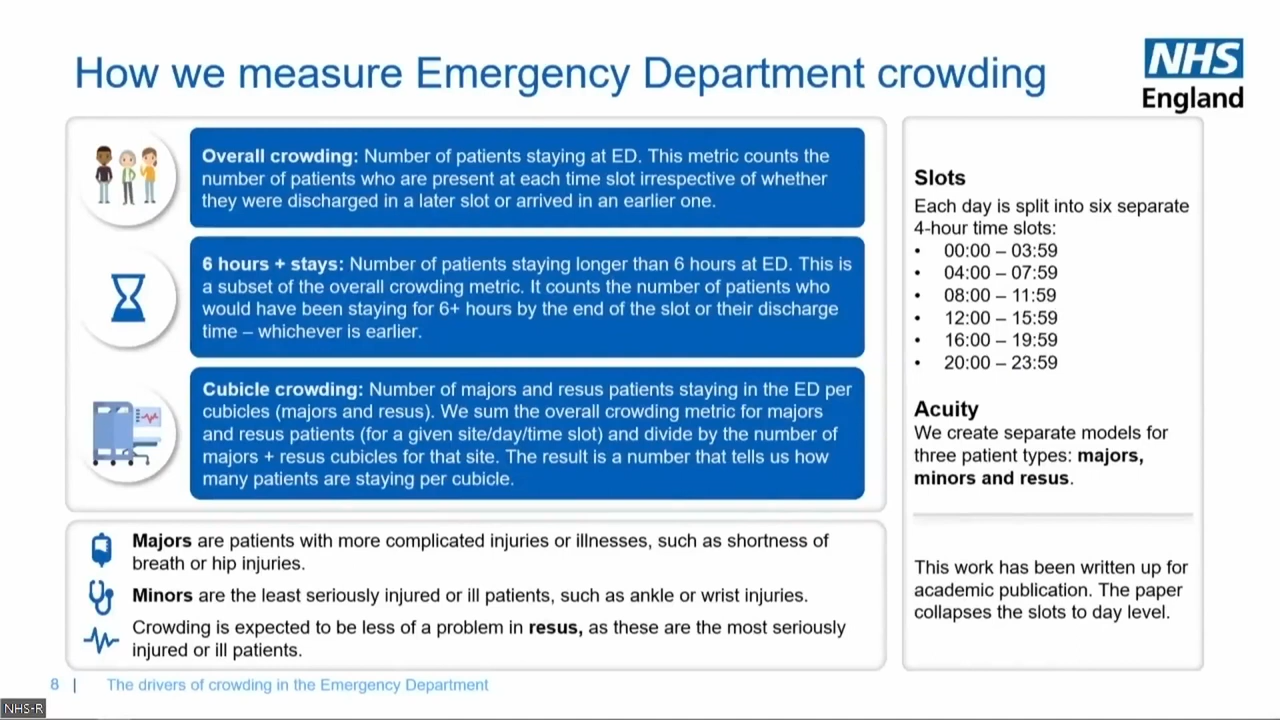 How we measure Emergency Department crowding
NHS
England
Overall crowding: Number of patients staying at ED. This metric counts the
number of patients who are present at each time slot irrespective of whether
they were discharged in a later slot or arrived in an earlier one.
6 hours + stays: Number of patients staying longer than 6 hours at ED. This is
a subset of the overall crowding metric. It counts the number of patients who
would have been staying for 6+ hours by the end of the slot or their discharge
time – whichever is earlier.
Cubicle crowding: Number of majors and resus patients staying in the ED per
cubicles (majors and resus). We sum the overall crowding metric for majors
and resus patients (for a given site/day/time slot) and divide by the number of
majors + resus cubicles for that site. The result is a number that tells us how
many patients are staying per cubicle.
Majors are patients with more complicated injuries or illnesses, such as shortness of
breath or hip injuries.
Minors are the least seriously injured or ill patients, such as ankle or wrist injuries.
Crowding is expected to be less of a problem in resus, as these are the most seriously
injured or ill patients.
Slots
Each day is split into six separate
4-hour time slots:
• 00:00 – 03:59
• 04:00 – 07:59
• 08:00 – 11:59
• 12:00 – 15:59
• 16:00 – 19:59
• 20:00 – 23:59
Acuity
We create separate models for
three patient types: majors,
minors and resus.
This work has been written up for
academic publication. The paper
collapses the slots to day level.
8 | The drivers of crowding in the Emergency Department
NHS-R